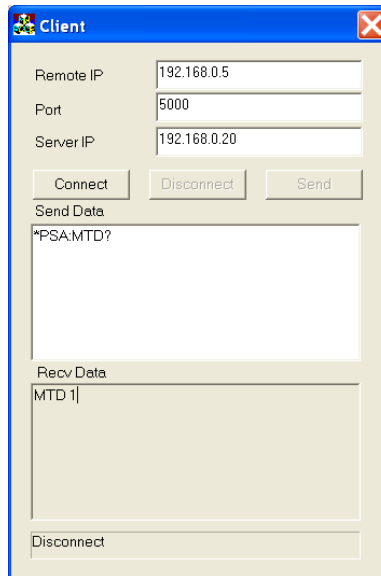 Client
Remote IP 192.168.0.5
Port 5000
Server IP 192.168.0.20
Connect Disconnect Send
Send Data
*PSA:MTD?
Recv Data
MTD 1
Disconnect